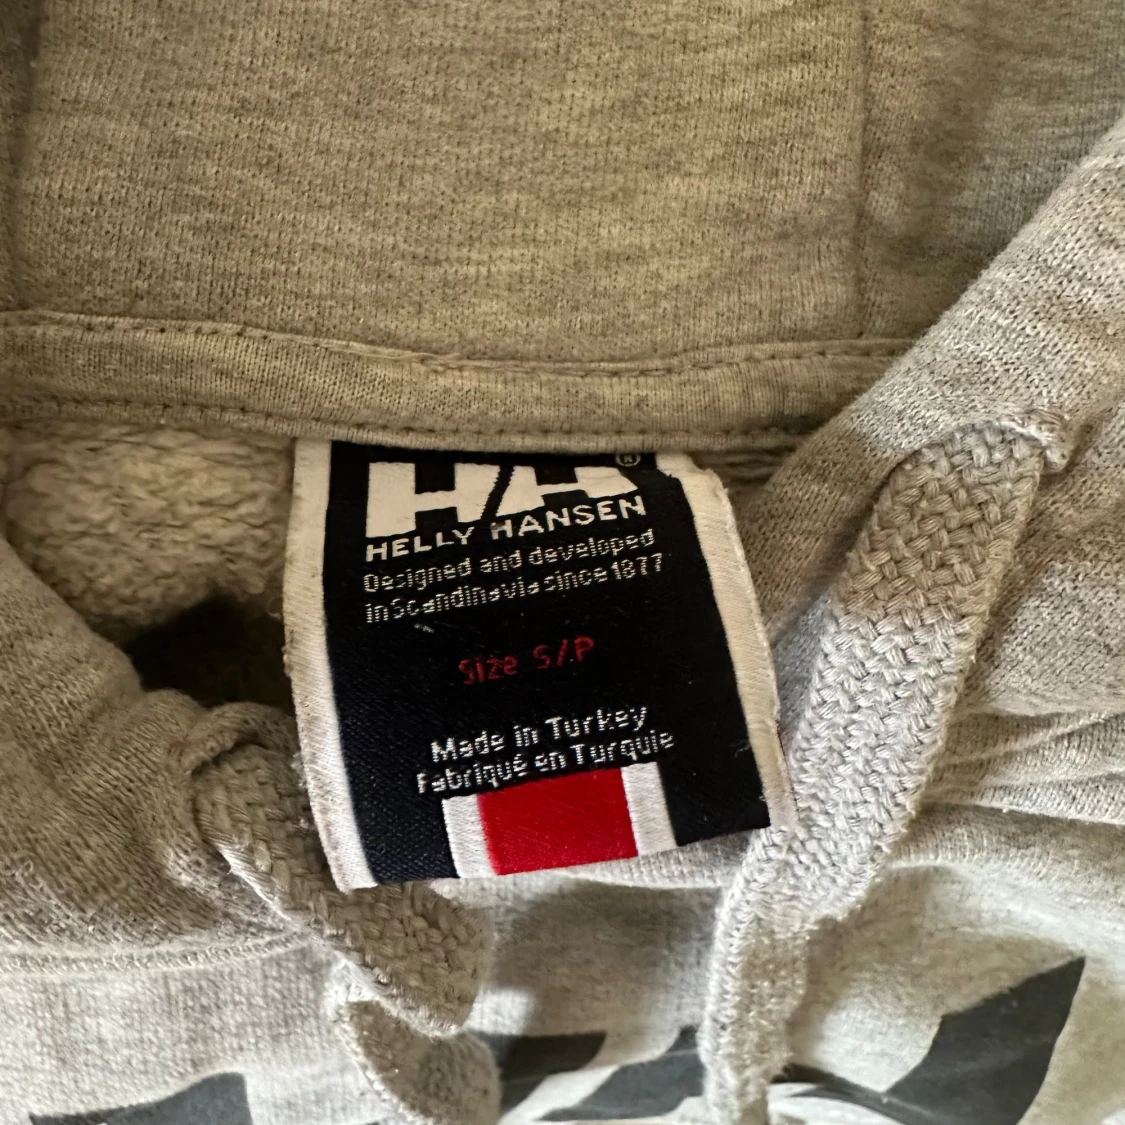 HH®
HELLY HANSEN
Designed and developed
in Scandinavia since 1877
Size S/P
Made in Turkey
Fabriqué en Turquie